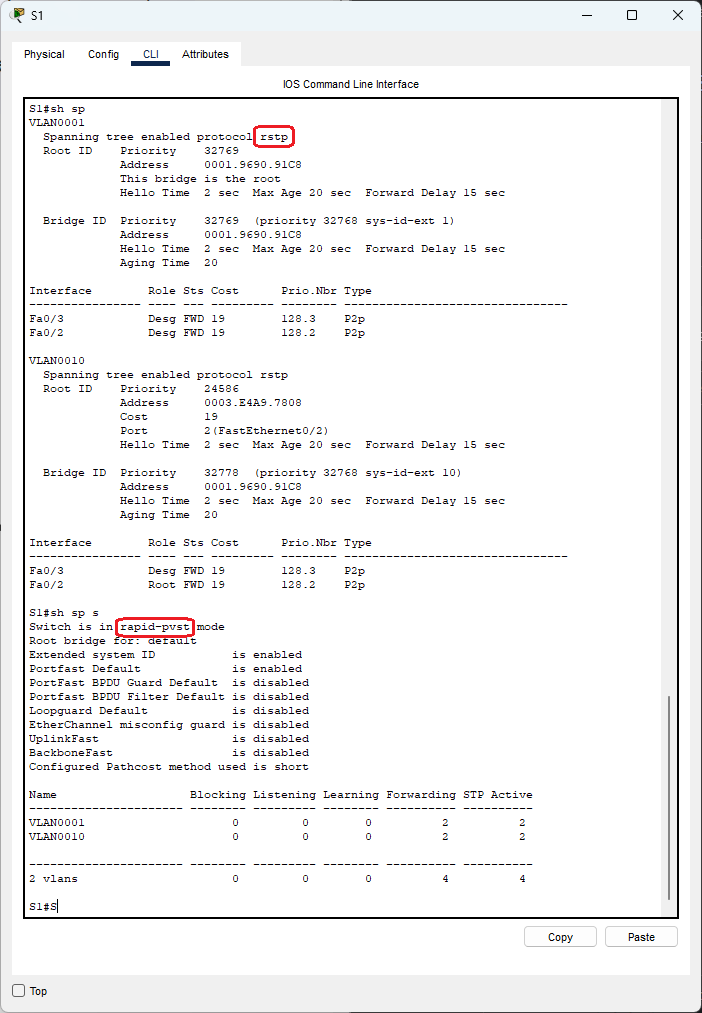 S1
Physical Config CLI Attributes
IOS Command Line Interface
S1#sh sp
VLAN0001
  Spanning tree enabled protocol rstp
  Root ID    Priority    32769
             Address     0001.9690.91C8
             This bridge is the root
             Hello Time  2 sec  Max Age 20 sec  Forward Delay 15 sec

  Bridge ID  Priority    32769  (priority 32768 sys-id-ext 1)
             Address     0001.9690.91C8
             Hello Time  2 sec  Max Age 20 sec  Forward Delay 15 sec
             Aging Time  20

Interface        Role Sts Cost      Prio.Nbr Type
---------------- ---- --- --------- -------- --------------------------------
Fa0/3            Desg FWD 19        128.3    P2p
Fa0/2            Desg FWD 19        128.2    P2p

VLAN0010
  Spanning tree enabled protocol rstp
  Root ID    Priority    24586
             Address     0003.E4A9.7808
             Cost        19
             Port        2(FastEthernet0/2)
             Hello Time  2 sec  Max Age 20 sec  Forward Delay 15 sec

  Bridge ID  Priority    32778  (priority 32768 sys-id-ext 10)
             Address     0001.9690.91C8
             Hello Time  2 sec  Max Age 20 sec  Forward Delay 15 sec
             Aging Time  20

Interface        Role Sts Cost      Prio.Nbr Type
---------------- ---- --- --------- -------- --------------------------------
Fa0/3            Desg FWD 19        128.3    P2p
Fa0/2            Root FWD 19        128.2    P2p

S1#sh sp s
Switch is in rapid-pvst mode
Root bridge for: default
Extended system ID           is enabled
Portfast Default             is enabled
PortFast BPDU Guard Default  is disabled
Portfast BPDU Filter Default is disabled
Loopguard Default            is disabled
EtherChannel misconfig guard is disabled
UplinkFast                   is disabled
BackboneFast                 is disabled
Configured Pathcost method used is short

Name                   Blocking Listening Learning Forwarding STP Active
---------------------- -------- --------- -------- ---------- ----------
VLAN0001                     0         0        0          2          2
VLAN0010                     0         0        0          2          2

---------------------- -------- --------- -------- ---------- ----------
2 vlans                      0         0        0          4          4

S1#S
Copy Paste
Top